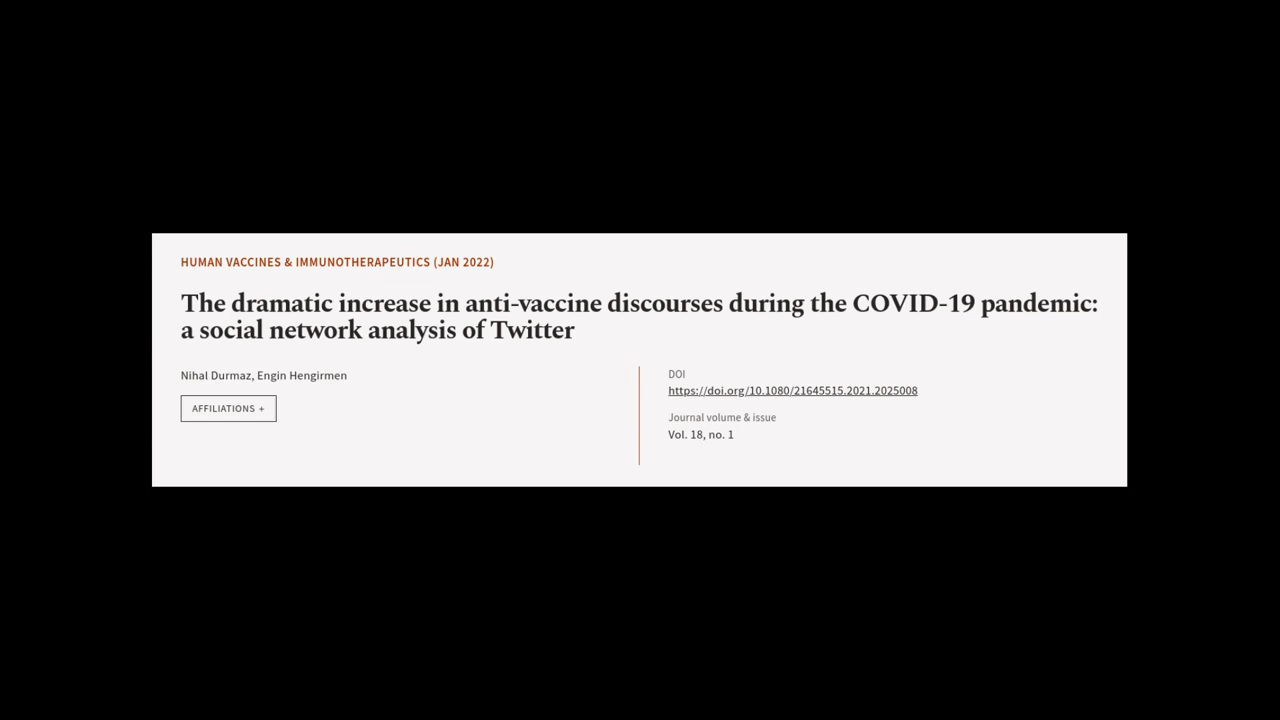 HUMAN VACCINES & IMMUNOTHERAPEUTICS (JAN 2022)
The dramatic increase in anti-vaccine discourses during the COVID-19 pandemic:
a social network analysis of Twitter
Nihal Durmaz, Engin Hengirmen
AFFILIATIONS +
DOI
https://doi.org/10.1080/21645515.2021.2025008
Journal volume & issue
Vol. 18, no. 1